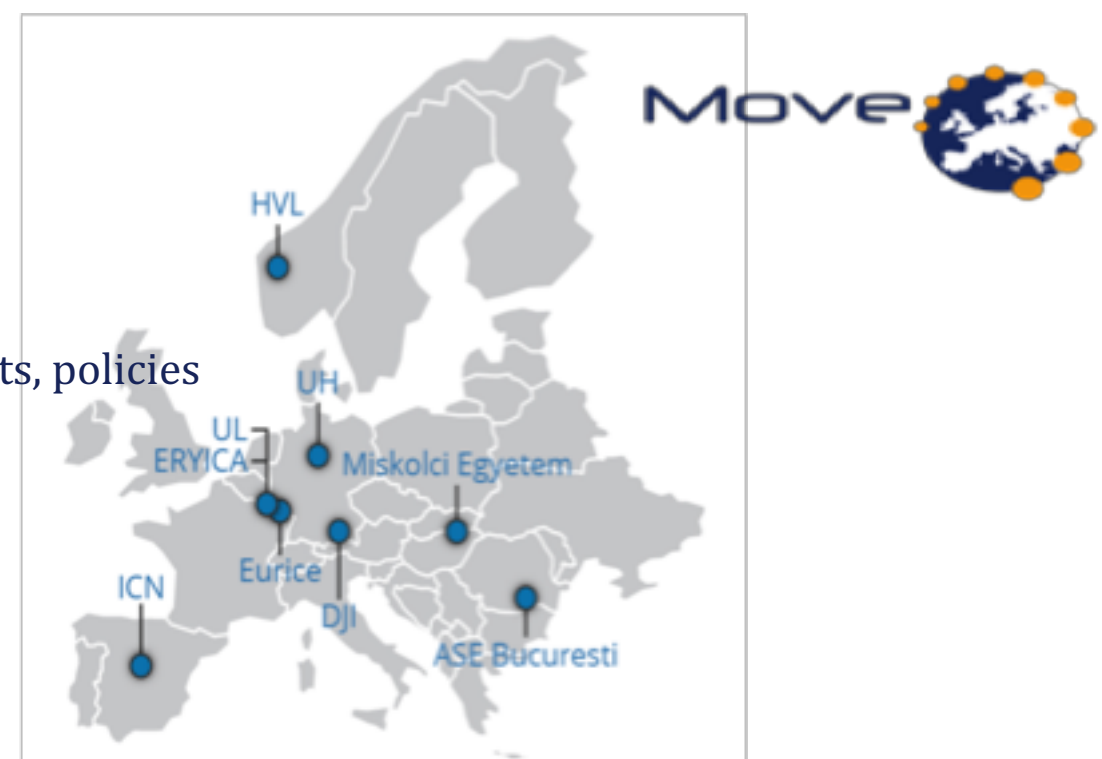 Move
HVL
ts, policies
UH
UL
ERYICA
Miskolci Egyetem
Eurice
ICN
DJI
ASE Bucuresti